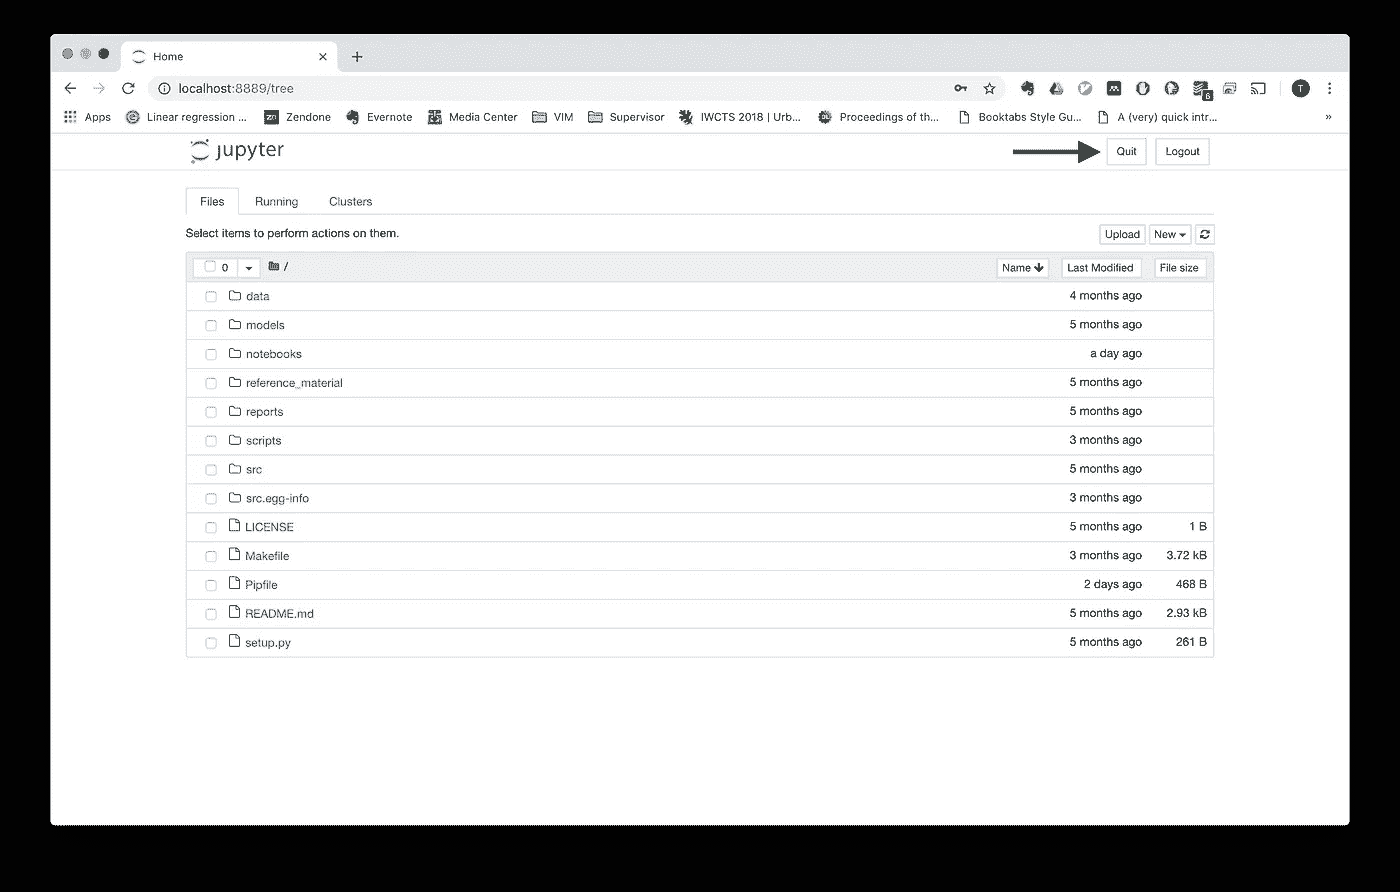 Home
localhost:8889/tree
6
T
Apps Linear regression ... Zendone Evernote Media Center VIM Supervisor IWCTS 2018 | Urb... Proceedings of th... Booktabs Style Gu... A (very) quick intr... »
jupyter Quit Logout
Files Running Clusters
Select items to perform actions on them. Upload New
0 / Name Last Modified File size
data 4 months ago
models 5 months ago
notebooks a day ago
reference_material 5 months ago
reports 5 months ago
scripts 3 months ago
src 5 months ago
src.egg-info 3 months ago
LICENSE 5 months ago 1 B
Makefile 3 months ago 3.72 kB
Pipfile 2 days ago 468 B
README.md 5 months ago 2.93 kB
setup.py 5 months ago 261 B